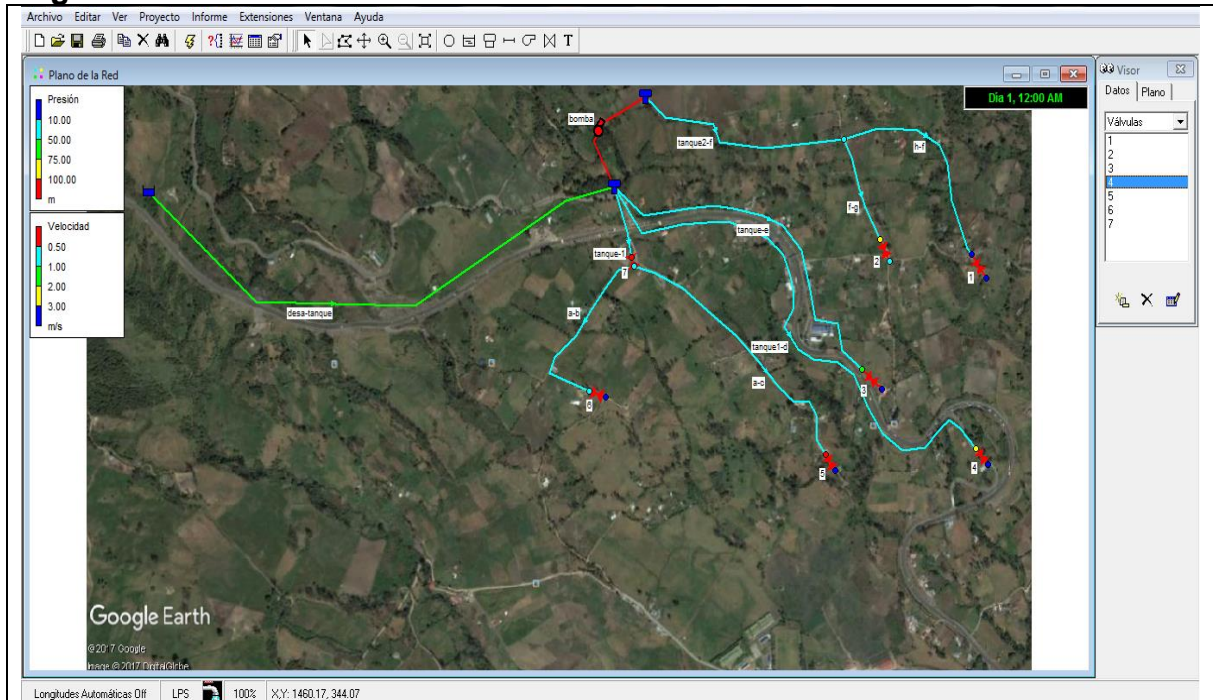 Archivo Editar Ver Proyecto Informe Extensiones Ventana Ayuda
T
Plano de la Red
Día 1, 12:00 AM
Presión
10.00
50.00
75.00
100.00
m
Velocidad
0.50
1.00
2.00
3.00
m/s
bomba
tanque2-f
h-f
f-g
tanque-e
tanque-1
desa-tanque
a-b
tanque1-d
a-c
1
2
3
4
5
6
7
Google Earth
©2017 Google
Image ©2017 DigitalGlobe
Visor
Datos Plano
Válvulas
1
2
3
4
5
6
7
Longitudes Automáticas Off LPS 100% X,Y: 1460.17, 344.07